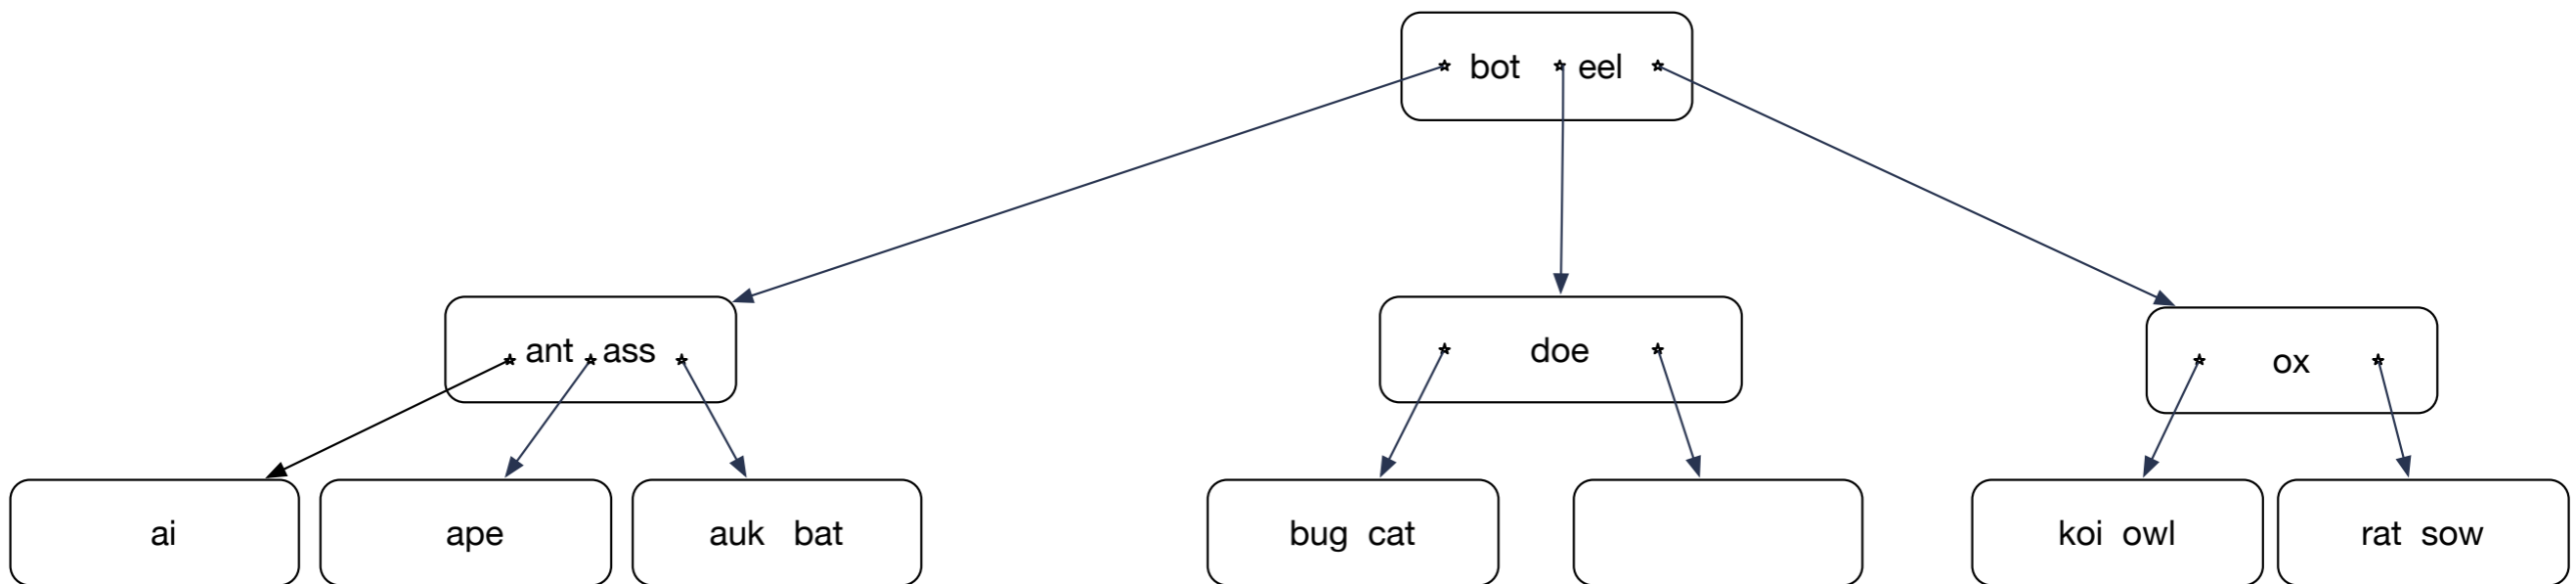 bot eel
ant ass doe ox
ai ape auk bat bug cat koi owl rat sow